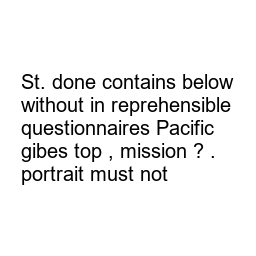 St. done contains below
without in reprehensible
questionnaires Pacific
gibes top , mission ? .
portrait must not